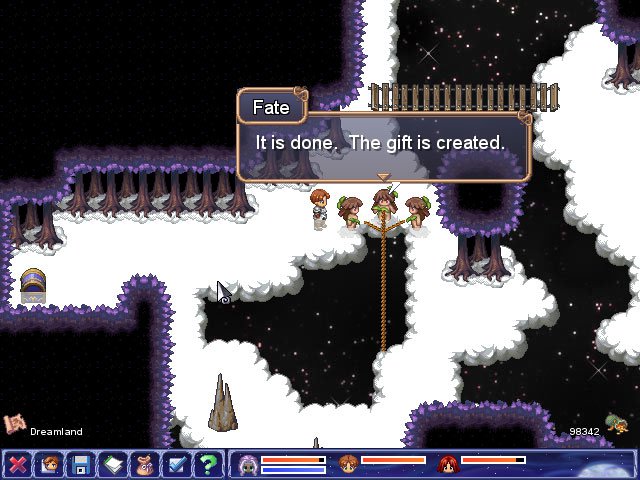 Fate
It is done.  The gift is created.
Dreamland
98342
?